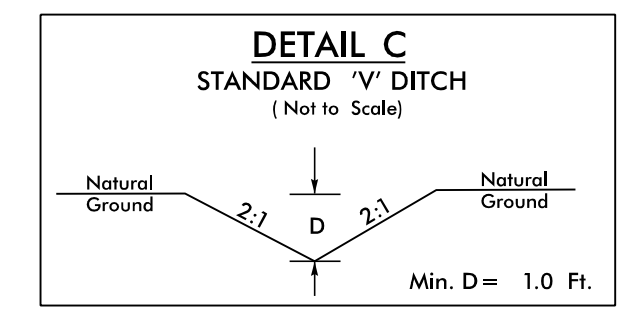 DETAIL C
STANDARD 'V' DITCH
( Not to Scale)
Natural
Ground
2:1
D
2:1
Natural
Ground
Min. D = 1.0 Ft.